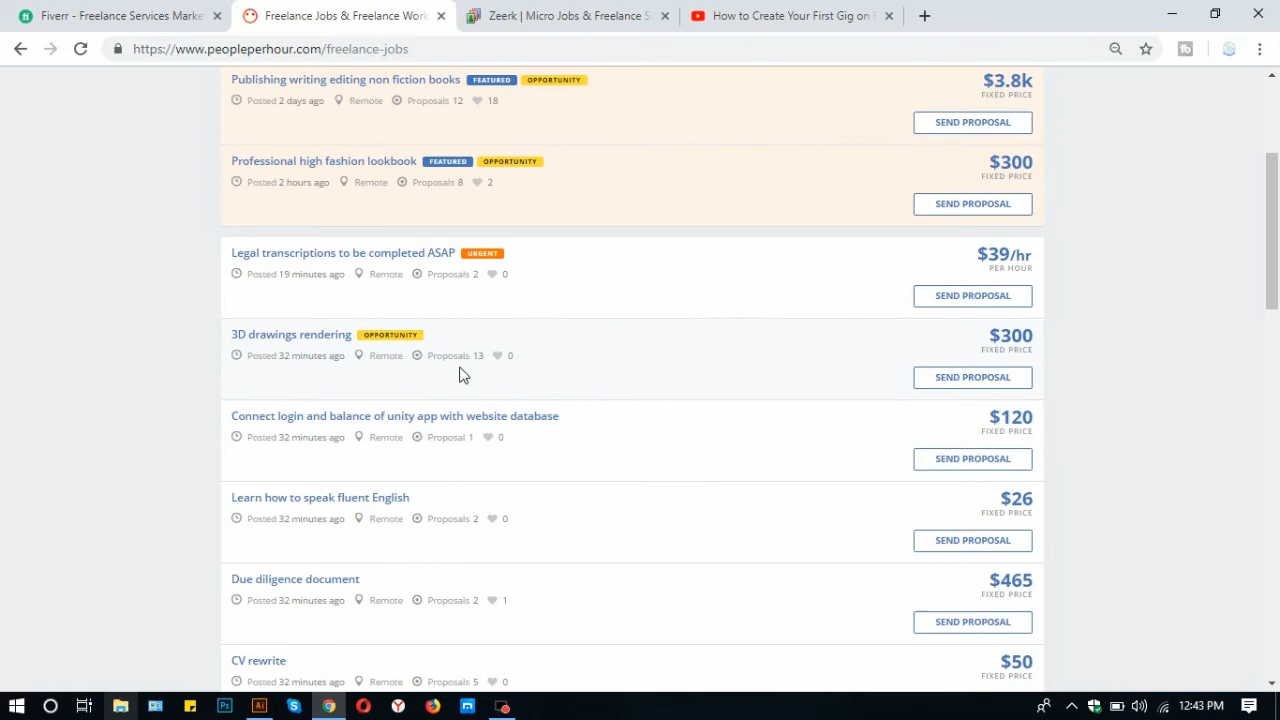 Fiverr - Freelance Services Marke
Freelance Jobs & Freelance Work
Zeerk | Micro Jobs & Freelance S
How to Create Your First Gig on F
https://www.peopleperhour.com/freelance-jobs
Publishing writing editing non fiction books FEATURED OPPORTUNITY
$3.8k
FIXED PRICE
Posted 2 days ago Remote Proposals 12 18
SEND PROPOSAL
Professional high fashion lookbook FEATURED OPPORTUNITY
$300
FIXED PRICE
Posted 2 hours ago Remote Proposals 8 2
SEND PROPOSAL
Legal transcriptions to be completed ASAP URGENT
$39/hr
PER HOUR
Posted 19 minutes ago Remote Proposals 2 0
SEND PROPOSAL
3D drawings rendering OPPORTUNITY
$300
FIXED PRICE
Posted 32 minutes ago Remote Proposals 13 0
SEND PROPOSAL
Connect login and balance of unity app with website database
$120
FIXED PRICE
Posted 32 minutes ago Remote Proposal 1 0
SEND PROPOSAL
Learn how to speak fluent English
$26
FIXED PRICE
Posted 32 minutes ago Remote Proposals 2 0
SEND PROPOSAL
Due diligence document
$465
FIXED PRICE
Posted 32 minutes ago Remote Proposals 2 1
SEND PROPOSAL
CV rewrite
$50
FIXED PRICE
Posted 32 minutes ago Remote Proposals 5 0
12:43 PM